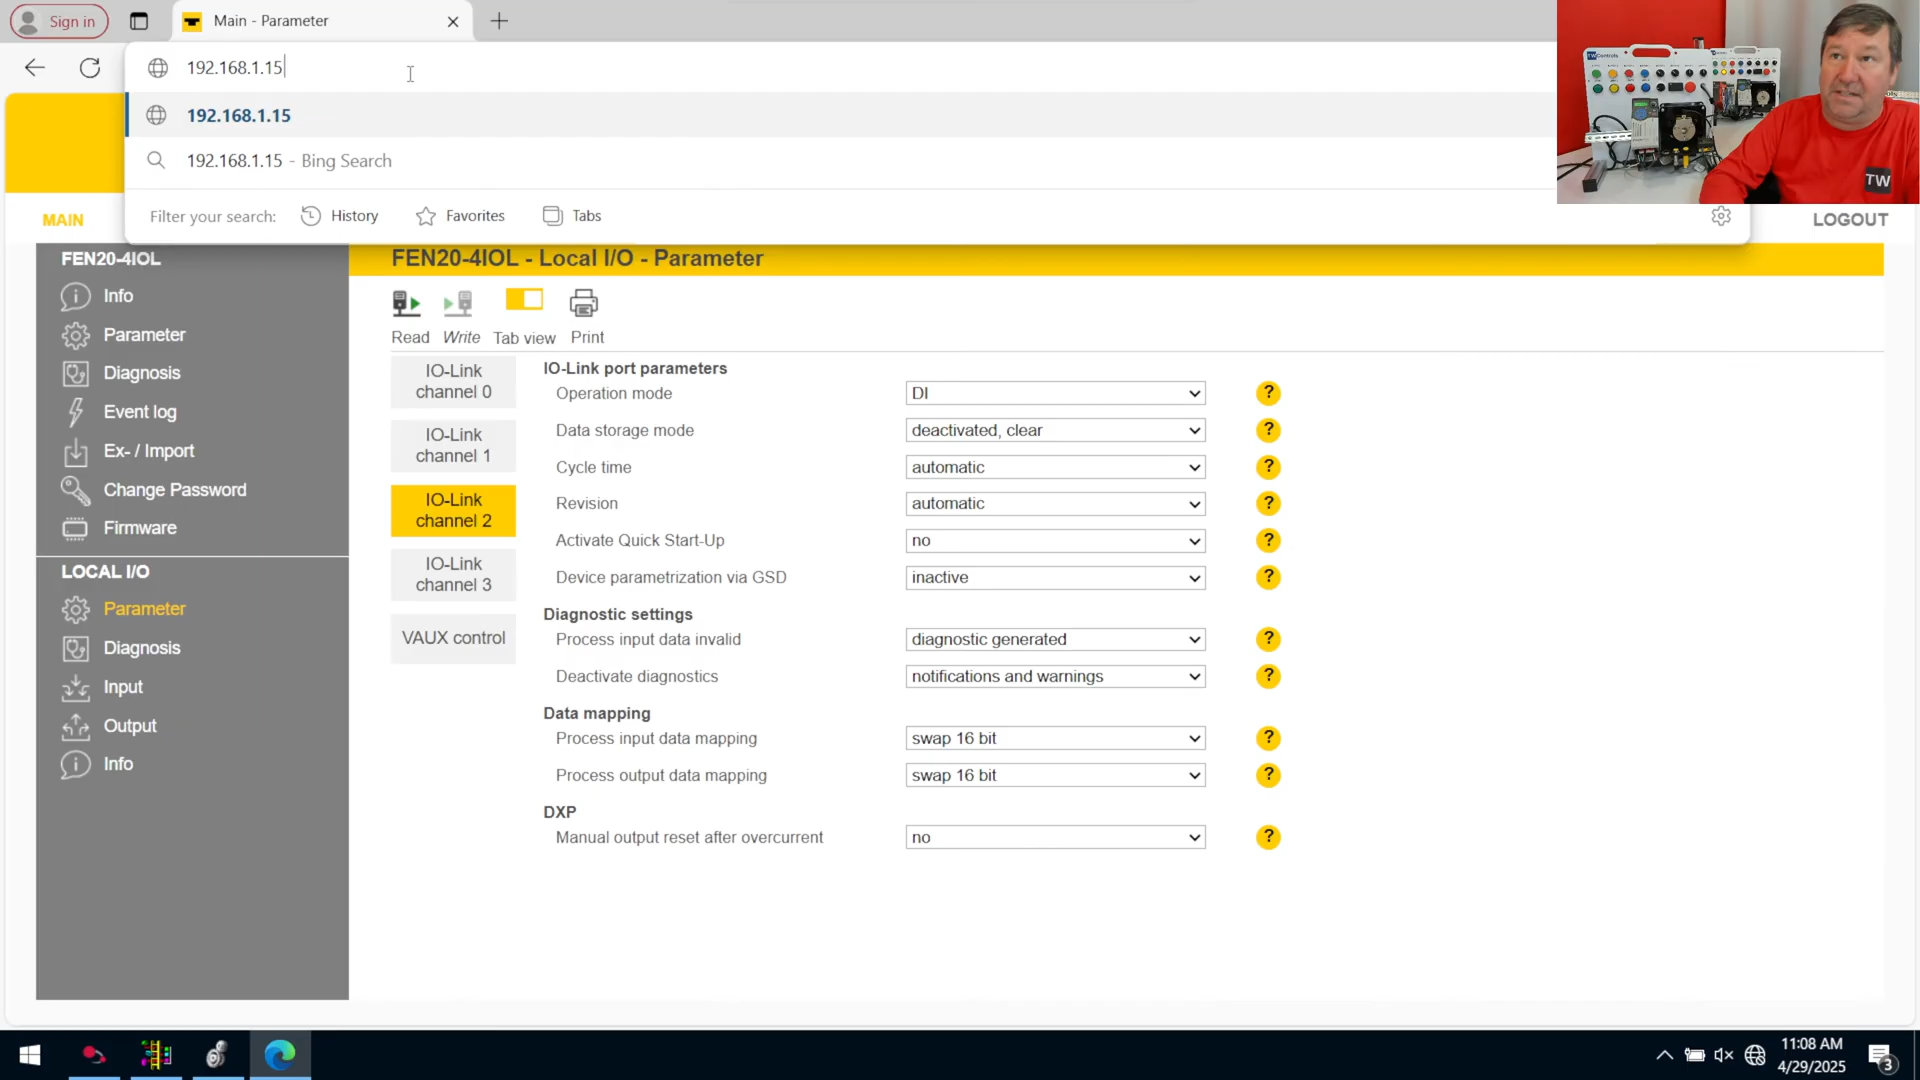 Sign in
Main - Parameter
192.168.1.15
192.168.1.15
192.168.1.15 - Bing Search
Filter your search:
History
Favorites
Tabs
MAIN
LOGOUT
FEN20-4IOL
Info
Parameter
Diagnosis
Event log
Ex- / Import
Change Password
Firmware
LOCAL I/O
Parameter
Diagnosis
Input
Output
Info
FEN20-4IOL - Local I/O - Parameter
Read
Write
Tab view
Print
IO-Link
channel 0
IO-Link
channel 1
IO-Link
channel 2
IO-Link
channel 3
VAUX control
IO-Link port parameters
Operation mode
DI
?
Data storage mode
deactivated, clear
?
Cycle time
automatic
?
Revision
automatic
?
Activate Quick Start-Up
no
?
Device parametrization via GSD
inactive
?
Diagnostic settings
Process input data invalid
diagnostic generated
?
Deactivate diagnostics
notifications and warnings
?
Data mapping
Process input data mapping
swap 16 bit
?
Process output data mapping
swap 16 bit
?
DXP
Manual output reset after overcurrent
no
?
TW
11:08 AM
4/29/2025
3